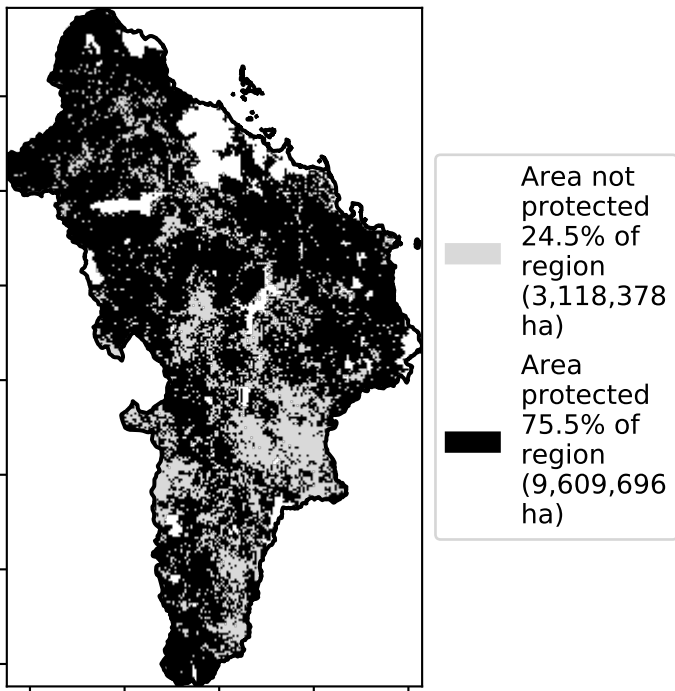 Area not
protected
24.5% of
region
(3,118,378
ha)
Area
protected
75.5% of
region
(9,609,696
ha)